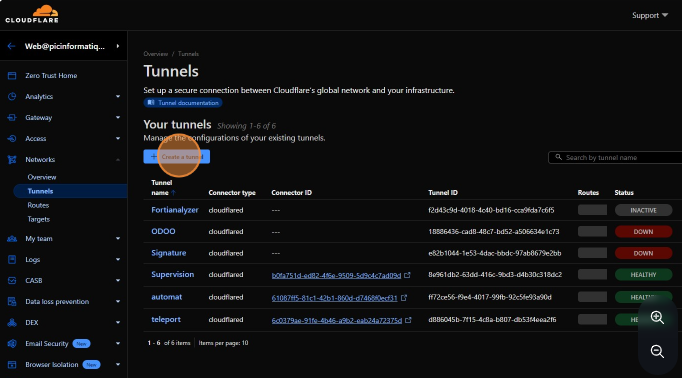 CLOUDFLARE
Support
Web@picinformatiq...
Zero Trust Home
Analytics
Gateway
Access
Networks
Overview
Tunnels
Routes
Targets
My team
Logs
CASB
Data loss prevention
DEX
Email Security New
Browser Isolation New
Overview / Tunnels
Tunnels
Set up a secure connection between Cloudflare's global network and your infrastructure.
Tunnel documentation
Your tunnels Showing 1-6 of 6
Manage the configurations of your existing tunnels.
+ Create a tunnel
Search by tunnel name
Tunnel name ↑ Connector type Connector ID Tunnel ID Routes Status
Fortianalyzer cloudflared --- f2d43c9d-4018-4c40-bd16-cca9fda7c6f5 INACTIVE
ODOO cloudflared --- 18886436-cad8-48c7-bd52-a506634e1c73 DOWN
Signature cloudflared --- e82b1044-1e53-4dac-bbdc-97ab8679e2bb DOWN
Supervision cloudflared b0fa751d-ed82-4f6e-9509-5d9c4c7ad09d 8e961db2-63dd-416c-9bd3-d4b30c318dc2 HEALTHY
automat cloudflared 61087ff5-81c1-42b1-860d-d7468f0ecf31 ff72ce56-f9e4-4017-99fb-92c5fe93a90d HEALTHY
teleport cloudflared 6c0379ae-91fe-4b46-a9b2-eab24a72375d d886045b-7f15-4c8a-b807-db53f4eea2f6
1 - 6 of 6 items Items per page: 10